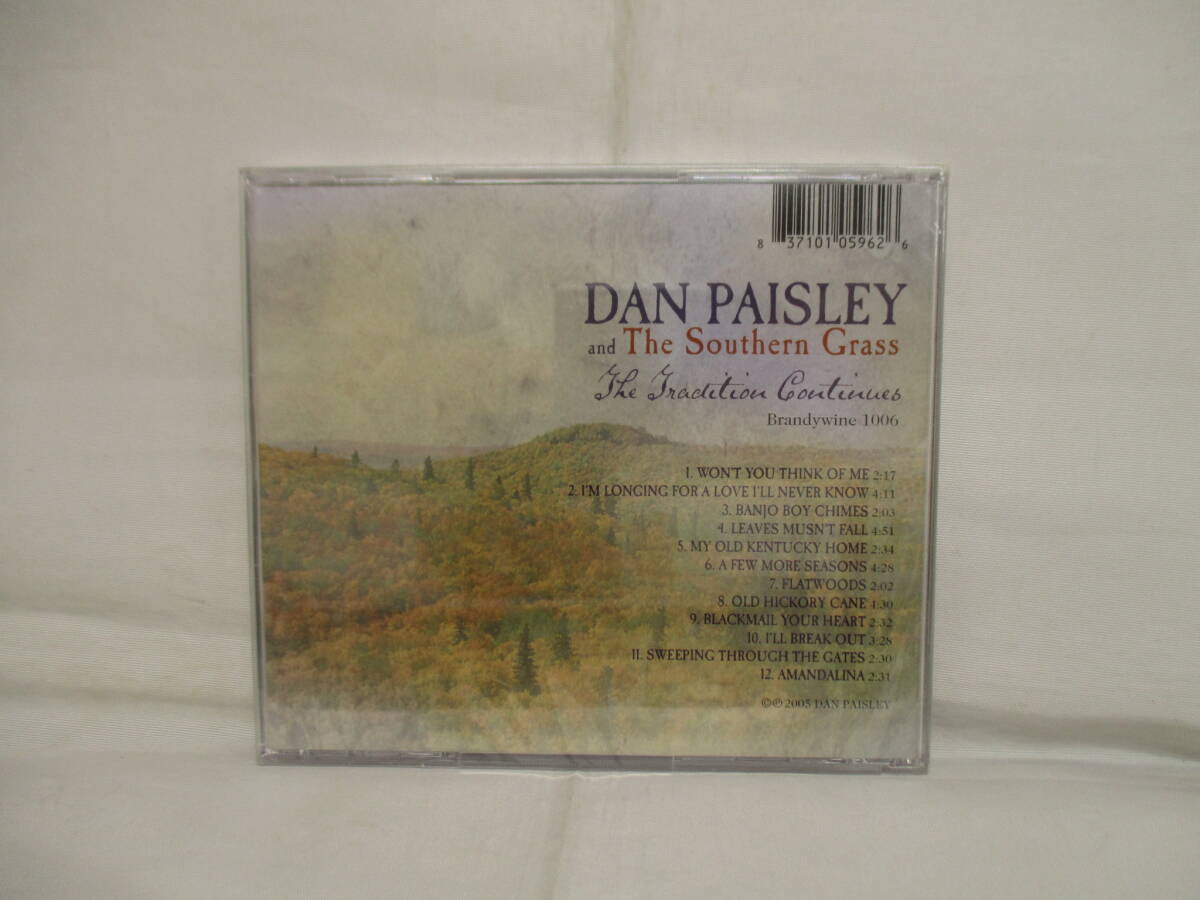 8 37101 05962 6
DAN PAISLEY
and The Southern Grass
The Tradition Continues
Brandywine 1006
1. WON'T YOU THINK OF ME 2:17
2. I'M LONGING FOR A LOVE I'LL NEVER KNOW 4:11
3. BANJO BOY CHIMES 2:03
4. LEAVES MUSN'T FALL 4:51
5. MY OLD KENTUCKY HOME 2:34
6. A FEW MORE SEASONS 4:28
7. FLATWOODS 2:02
8. OLD HICKORY CANE 4:30
9. BLACKMAIL YOUR HEART 2:32
10. I'LL BREAK OUT 3:28
11. SWEEPING THROUGH THE GATES 2:30
12. AMANDALINA 2:31
©℗ 2005 DAN PAISLEY